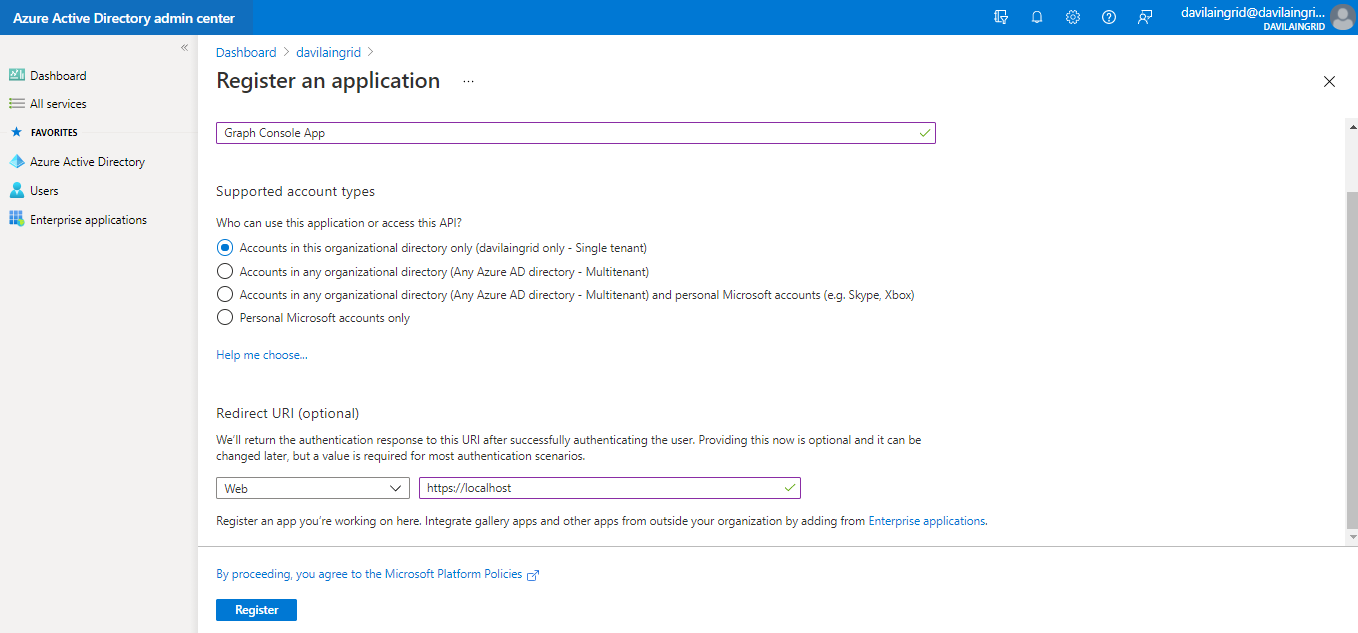 Azure Active Directory admin center
davilaingrid@davilaingri...
DAVILAINGRID
Dashboard
All services
FAVORITES
Azure Active Directory
Users
Enterprise applications
Dashboard > davilaingrid >
Register an application ...
Graph Console App
Supported account types
Who can use this application or access this API?
Accounts in this organizational directory only (davilaingrid only - Single tenant)
Accounts in any organizational directory (Any Azure AD directory - Multitenant)
Accounts in any organizational directory (Any Azure AD directory - Multitenant) and personal Microsoft accounts (e.g. Skype, Xbox)
Personal Microsoft accounts only
Help me choose...
Redirect URI (optional)
We'll return the authentication response to this URI after successfully authenticating the user. Providing this now is optional and it can be
changed later, but a value is required for most authentication scenarios.
Web
https://localhost
Register an app you're working on here. Integrate gallery apps and other apps from outside your organization by adding from Enterprise applications.
By proceeding, you agree to the Microsoft Platform Policies
Register